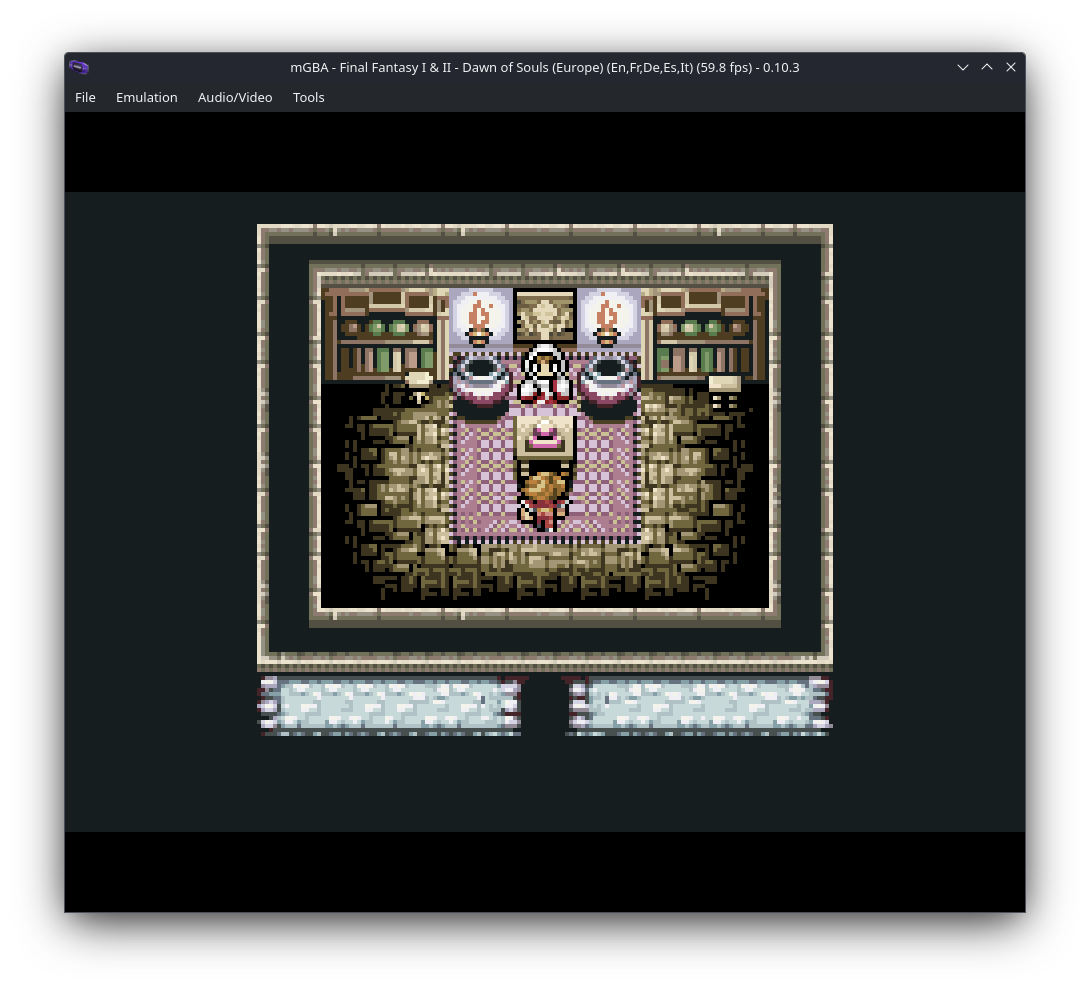 mGBA - Final Fantasy I & II - Dawn of Souls (Europe) (En,Fr,De,Es,It) (59.8 fps) - 0.10.3
File Emulation Audio/Video Tools